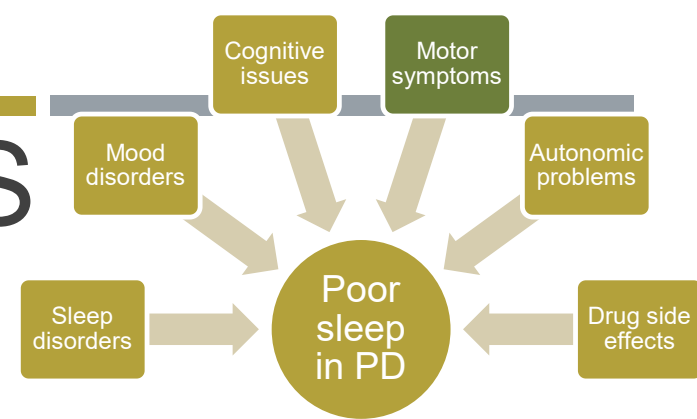 Cognitive
issues
Motor
symptoms
Mood
disorders
Autonomic
problems
S
Sleep
disorders
Poor
sleep
in PD
Drug side
effects